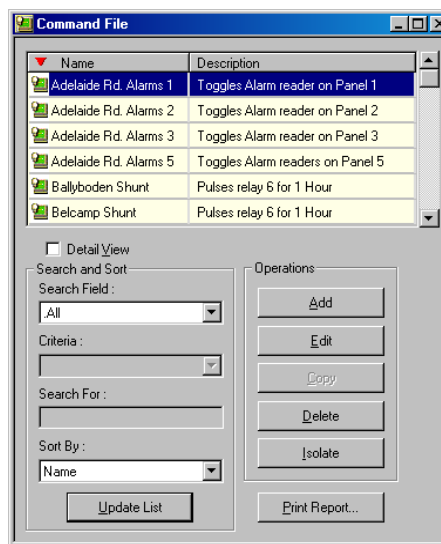 Command File
Name Description
Adelaide Rd. Alarms 1 Toggles Alarm reader on Panel 1
Adelaide Rd. Alarms 2 Toggles Alarm reader on Panel 2
Adelaide Rd. Alarms 3 Toggles Alarm reader on Panel 3
Adelaide Rd. Alarms 5 Toggles Alarm readers on Panel 5
Ballyboden Shunt Pulses relay 6 for 1 Hour
Belcamp Shunt Pulses relay 6 for 1 Hour
Detail View
Search and Sort
Search Field :
.All
Criteria :
Search For :
Sort By :
Name
Update List
Operations
Add
Edit
Copy
Delete
Isolate
Print Report...